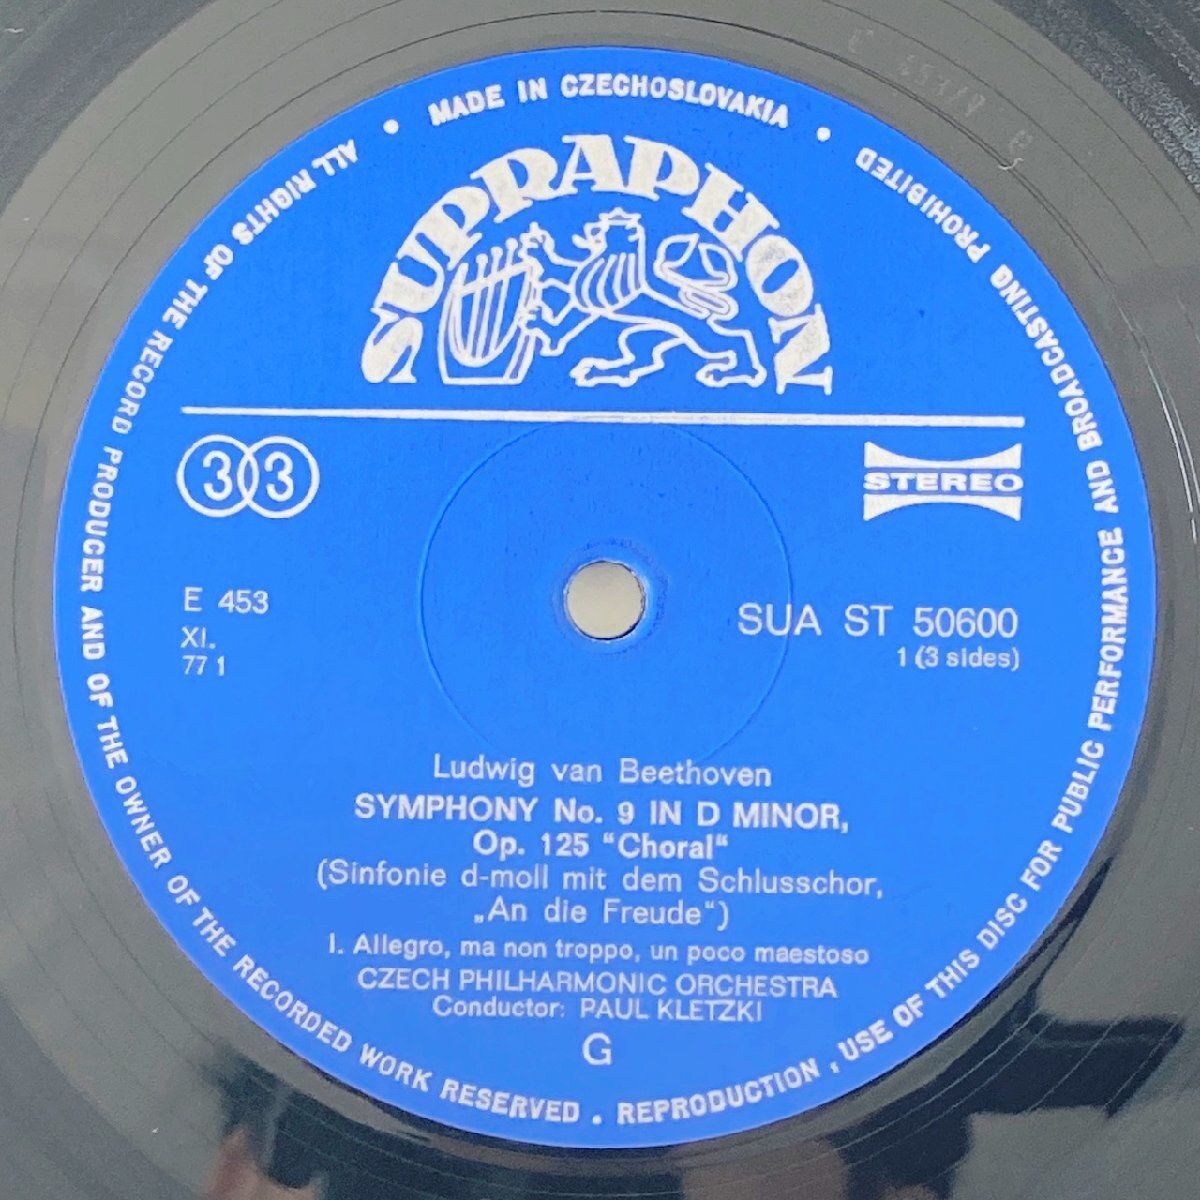 • MADE IN CZECHOSLOVAKIA •
ALL RIGHTS OF THE RECORD PRODUCER AND OF THE OWNER OF THE RECORDED WORK RESERVED . REPRODUCTION , USE OF THIS DISC FOR PUBLIC PERFORMANCE AND BROADCASTING PROHIBITED
SUPRAPHON
33
STEREO
E 453
XI.
77 1
SUA ST 50600
1 (3 sides)
Ludwig van Beethoven
SYMPHONY No. 9 IN D MINOR,
Op. 125 "Choral"
(Sinfonie d-moll mit dem Schlusschor,
„An die Freude")
I. Allegro, ma non troppo, un poco maestoso
CZECH PHILHARMONIC ORCHESTRA
Conductor: PAUL KLETZKI
G